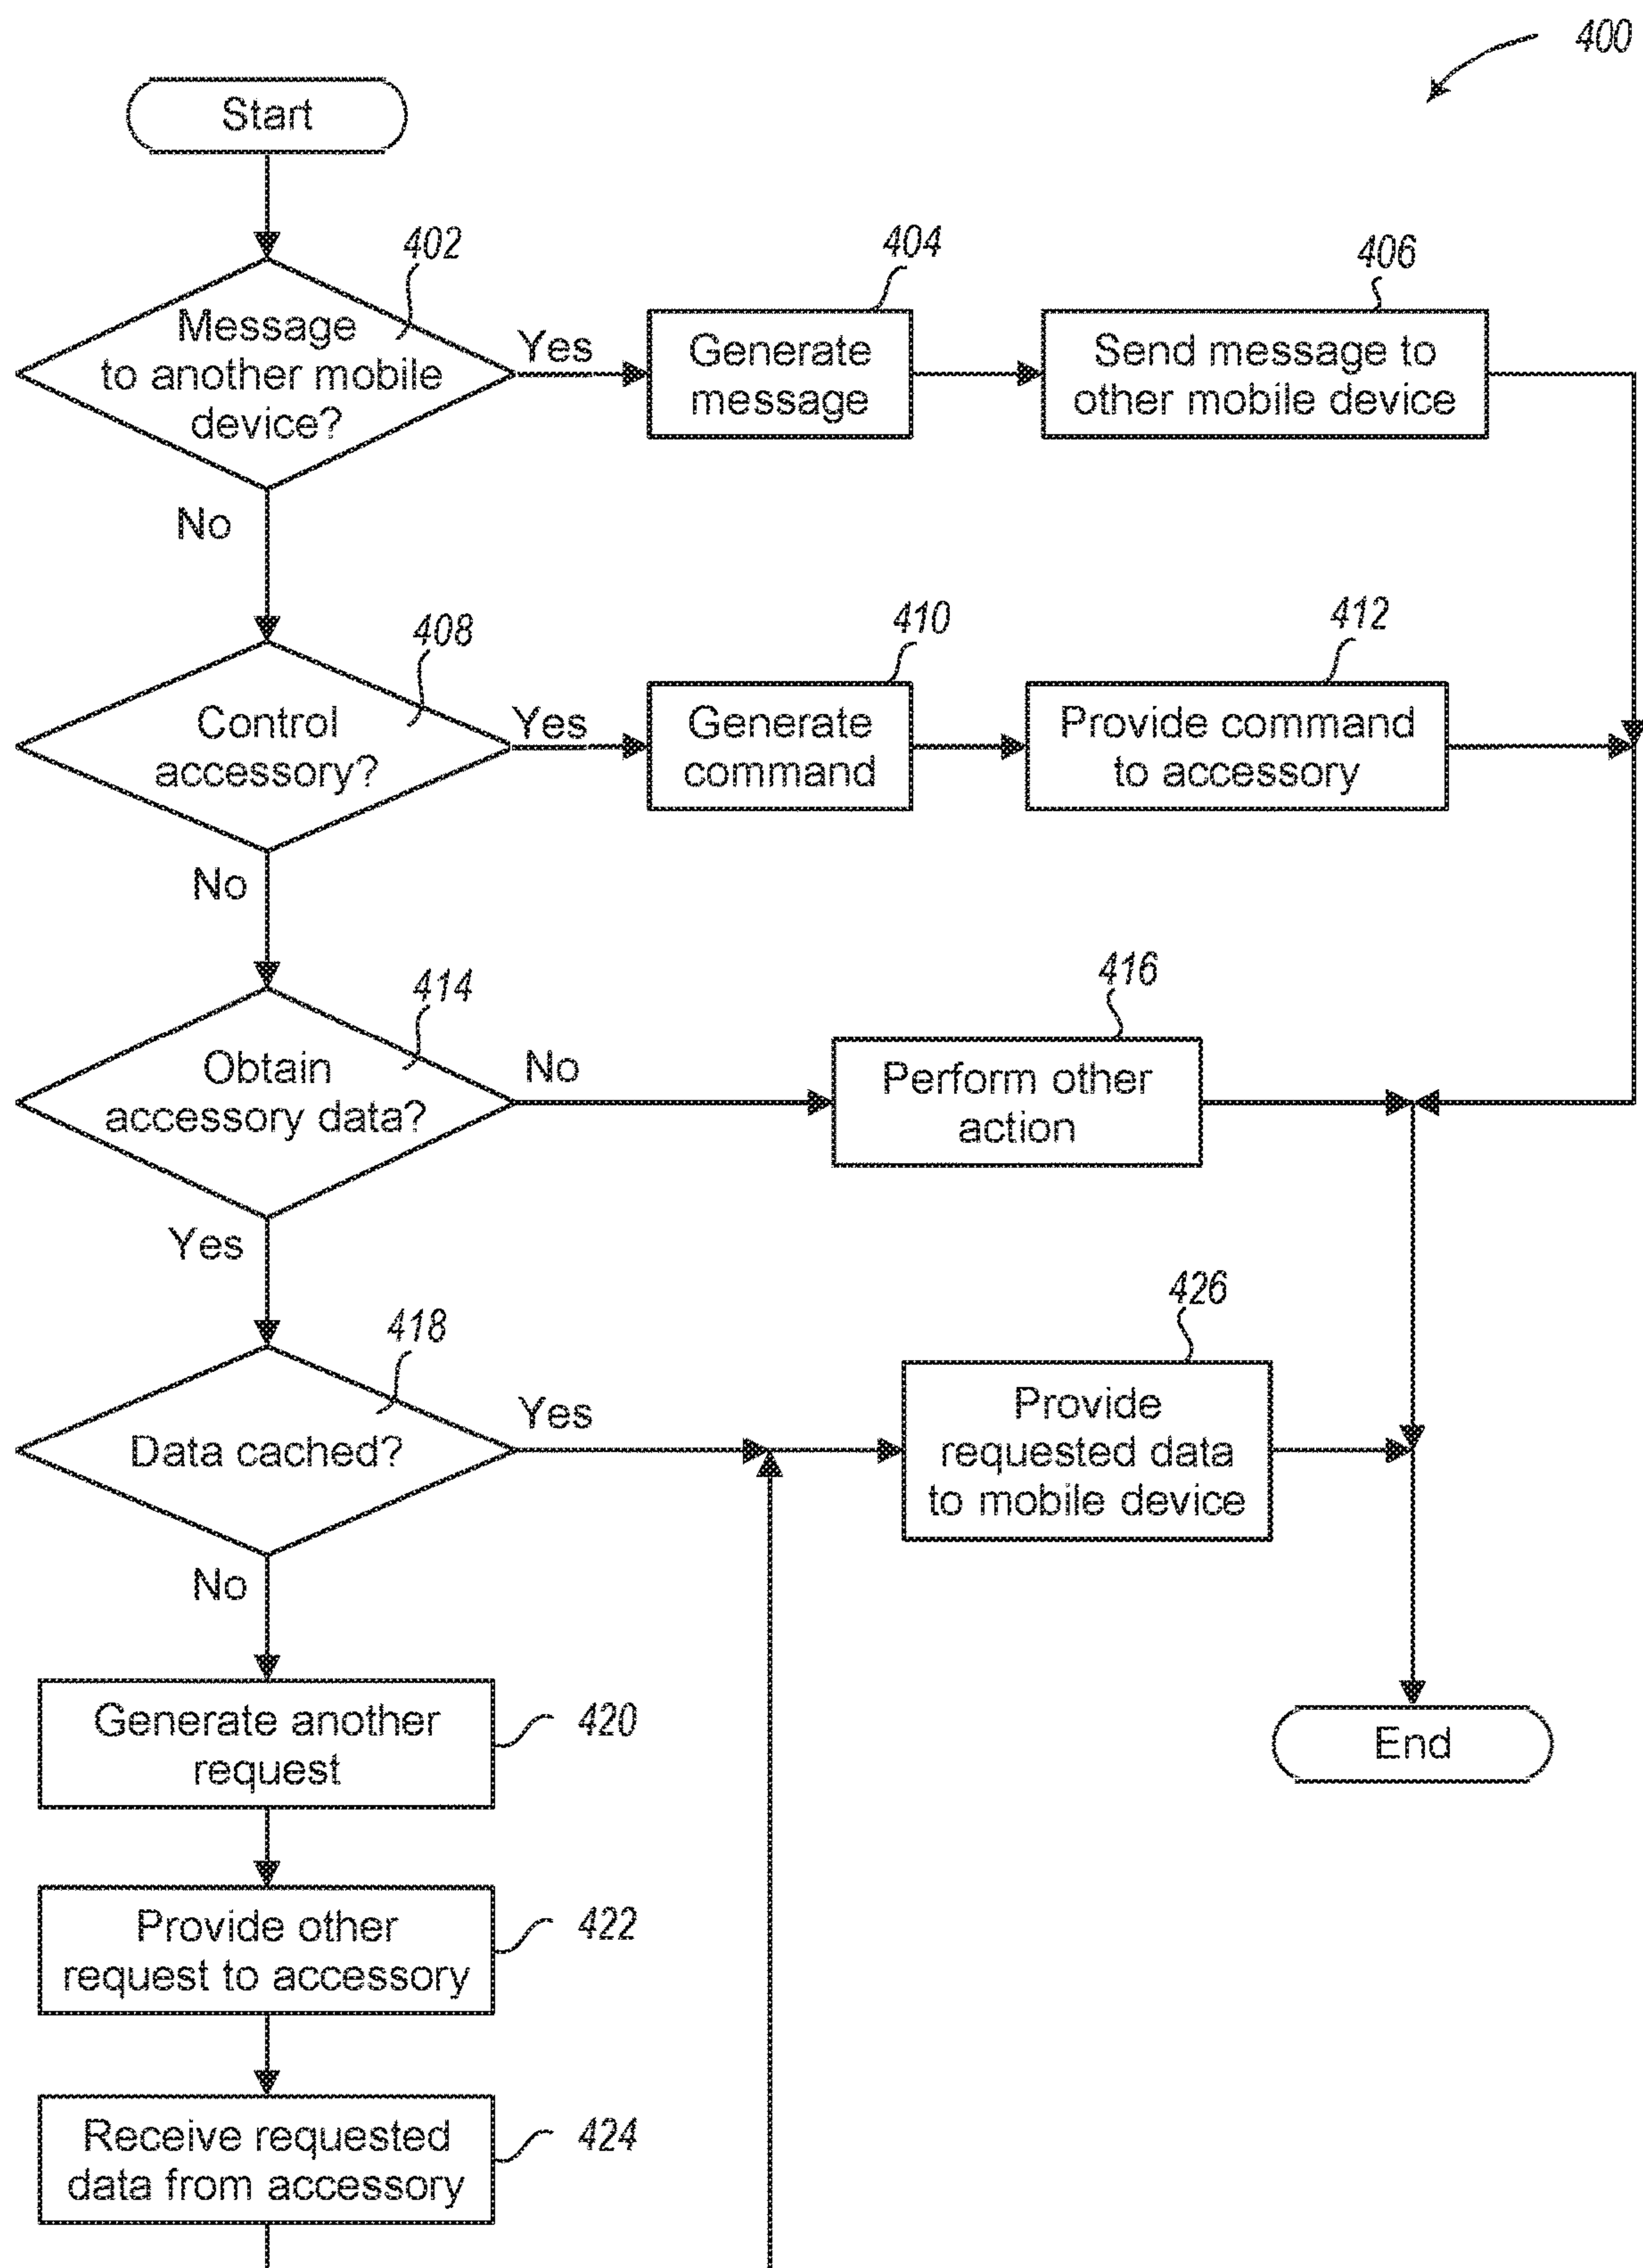 400
Start
402
Message
to another mobile
device?
Yes
404
Generate
message
406
Send message to
other mobile device
No
408
Control
accessory?
Yes
410
Generate
command
412
Provide command
to accessory
No
414
Obtain
accessory data?
No
416
Perform other
action
Yes
418
Data cached?
Yes
426
Provide
requested data
to mobile device
No
Generate another
request
420
End
Provide other
request to accessory
422
Receive requested
data from accessory
424